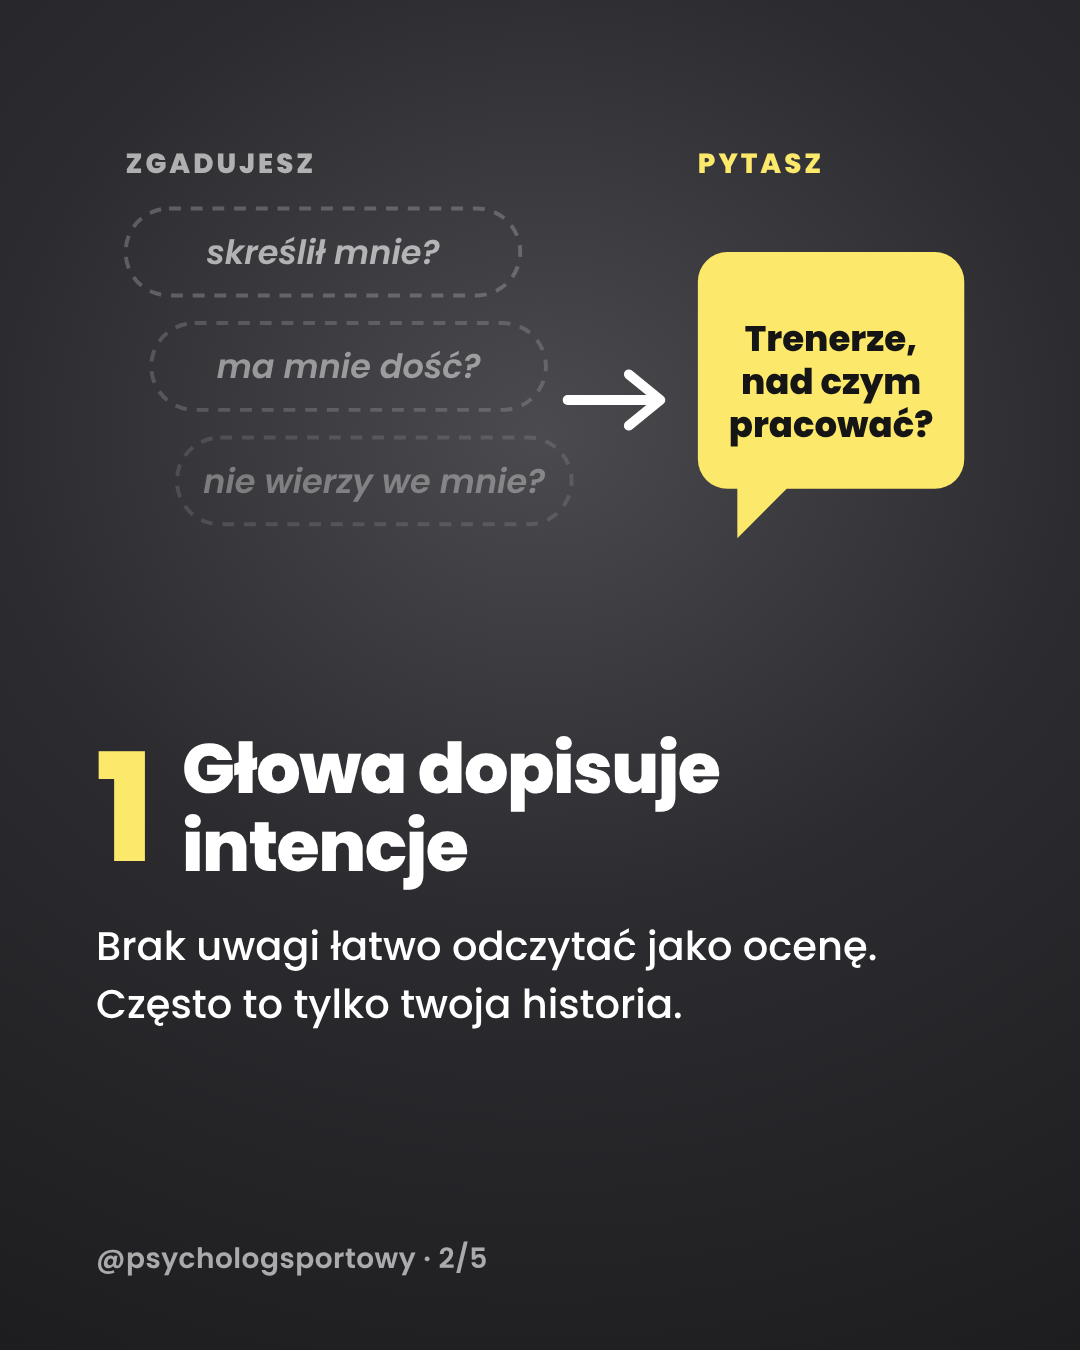 ZGADUJESZ
skreślił mnie?
ma mnie dość?
nie wierzy we mnie?
PYTASZ
Trenerze,
nad czym
pracować?
1 Głowa dopisuje
intencje
Brak uwagi łatwo odczytać jako ocenę.
Często to tylko twoja historia.
@psychologsportowy · 2/5